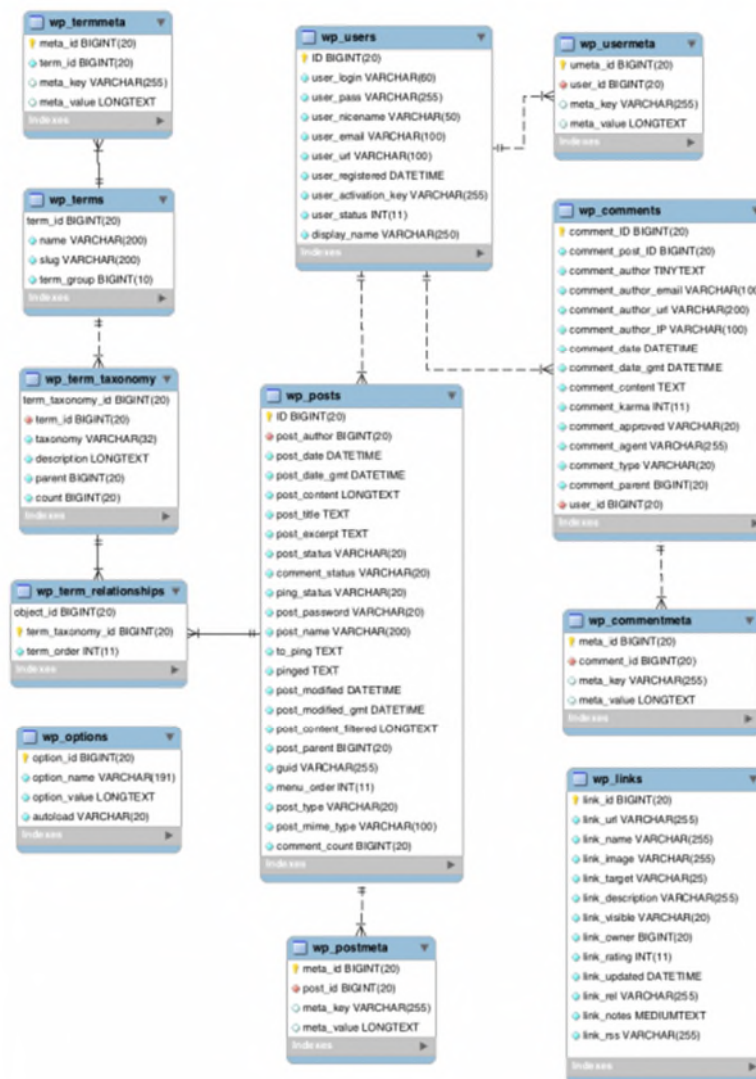 wp_termmeta
meta_id BIGINT(20)
term_id BIGINT(20)
meta_key VARCHAR(255)
meta_value LONGTEXT
Indexes
wp_terms
term_id BIGINT(20)
name VARCHAR(200)
slug VARCHAR(200)
term_group BIGINT(10)
Indexes
wp_term_taxonomy
term_taxonomy_id BIGINT(20)
term_id BIGINT(20)
taxonomy VARCHAR(32)
description LONGTEXT
parent BIGINT(20)
count BIGINT(20)
Indexes
wp_term_relationships
object_id BIGINT(20)
term_taxonomy_id BIGINT(20)
term_order INT(11)
Indexes
wp_options
option_id BIGINT(20)
option_name VARCHAR(191)
option_value LONGTEXT
autoload VARCHAR(20)
Indexes
wp_users
ID BIGINT(20)
user_login VARCHAR(60)
user_pass VARCHAR(255)
user_nicename VARCHAR(50)
user_email VARCHAR(100)
user_url VARCHAR(100)
user_registered DATETIME
user_activation_key VARCHAR(255)
user_status INT(11)
display_name VARCHAR(250)
Indexes
wp_posts
ID BIGINT(20)
post_author BIGINT(20)
post_date DATETIME
post_date_gmt DATETIME
post_content LONGTEXT
post_title TEXT
post_excerpt TEXT
post_status VARCHAR(20)
comment_status VARCHAR(20)
ping_status VARCHAR(20)
post_password VARCHAR(20)
post_name VARCHAR(200)
to_ping TEXT
pinged TEXT
post_modified DATETIME
post_modified_gmt DATETIME
post_content_filtered LONGTEXT
post_parent BIGINT(20)
guid VARCHAR(255)
menu_order INT(11)
post_type VARCHAR(20)
post_mime_type VARCHAR(100)
comment_count BIGINT(20)
Indexes
wp_postmeta
meta_id BIGINT(20)
post_id BIGINT(20)
meta_key VARCHAR(255)
meta_value LONGTEXT
Indexes
wp_usermeta
umeta_id BIGINT(20)
user_id BIGINT(20)
meta_key VARCHAR(255)
meta_value LONGTEXT
Indexes
wp_comments
comment_ID BIGINT(20)
comment_post_ID BIGINT(20)
comment_author TINYTEXT
comment_author_email VARCHAR(100
comment_author_url VARCHAR(200)
comment_author_IP VARCHAR(100)
comment_date DATETIME
comment_date_gmt DATETIME
comment_content TEXT
comment_karma INT(11)
comment_approved VARCHAR(20)
comment_agent VARCHAR(255)
comment_type VARCHAR(20)
comment_parent BIGINT(20)
user_id BIGINT(20)
Indexes
wp_commentmeta
meta_id BIGINT(20)
comment_id BIGINT(20)
meta_key VARCHAR(255)
meta_value LONGTEXT
Indexes
wp_links
link_id BIGINT(20)
link_url VARCHAR(255)
link_name VARCHAR(255)
link_image VARCHAR(255)
link_target VARCHAR(25)
link_description VARCHAR(255)
link_visible VARCHAR(20)
link_owner BIGINT(20)
link_rating INT(11)
link_updated DATETIME
link_rel VARCHAR(255)
link_notes MEDIUMTEXT
link_rss VARCHAR(255)
Indexes